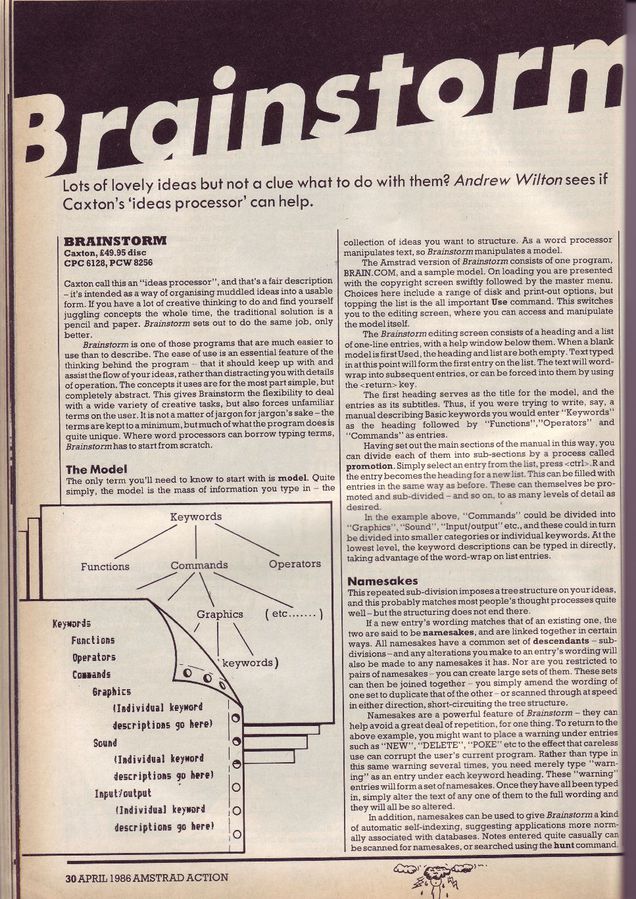 Brainstorm
Lots of lovely ideas but not a clue what to do with them? Andrew Wilton sees if
Caxton's 'ideas processor' can help.
BRAINSTORM
Caxton, £49.95 disc
CPC 6128, PCW 8256
Caxton call this an "ideas processor", and that's a fair description
– it's intended as a way of organising muddled ideas into a usable
form. If you have a lot of creative thinking to do and find yourself
juggling concepts the whole time, the traditional solution is a
pencil and paper. Brainstorm sets out to do the same job, only
better.
Brainstorm is one of those programs that are much easier to
use than to describe. The ease of use is an essential feature of the
thinking behind the program – that it should keep up with and
assist the flow of your ideas, rather than distracting you with details
of operation. The concepts it uses are for the most part simple, but
completely abstract. This gives Brainstorm the flexibility to deal
with a wide variety of creative tasks, but also forces unfamiliar
terms on the user. It is not a matter of jargon for jargon's sake – the
terms are kept to a minimum, but much of what the program does is
quite unique. Where word processors can borrow typing terms,
Brainstorm has to start from scratch.
The Model
The only term you'll need to know to start with is model. Quite
simply, the model is the mass of information you type in – the
Keywords
Functions Commands Operators
Graphics (etc.......)
keywords)
Keywords
Functions
Operators
Commands
Graphics
(Individual keyword
descriptions go here)
Sound
(Individual keyword
descriptions go here)
Input/output
(Individual keyword
descriptions go here)
collection of ideas you want to structure. As a word processor
manipulates text, so Brainstorm manipulates a model.
The Amstrad version of Brainstorm consists of one program,
BRAIN.COM, and a sample model. On loading you are presented
with the copyright screen swiftly followed by the master menu.
Choices here include a range of disk and print-out options, but
topping the list is the all important Use command. This switches
you to the editing screen, where you can access and manipulate
the model itself.
The Brainstorm editing screen consists of a heading and a list
of one-line entries, with a help window below them. When a blank
model is first Used, the heading and list are both empty. Text typed
in at this point will form the first entry on the list. The text will word-
wrap into subsequent entries, or can be forced into them by using
the <return> key.
The first heading serves as the title for the model, and the
entries as its subtitles. Thus, if you were trying to write, say, a
manual describing Basic keywords you would enter "Keywords"
as the heading followed by "Functions","Operators" and
"Commands" as entries.
Having set out the main sections of the manual in this way, you
can divide each of them into sub-sections by a process called
promotion. Simply select an entry from the list, press <ctrl>.R and
the entry becomes the heading for a new list. This can be filled with
entries in the same way as before. These can themselves be pro-
moted and sub-divided – and so on, to as many levels of detail as
desired.
In the example above, "Commands" could be divided into
"Graphics", "Sound", "Input/output" etc., and these could in turn
be divided into smaller categories or individual keywords. At the
lowest level, the keyword descriptions can be typed in directly,
taking advantage of the word-wrap on list entries.
Namesakes
This repeated sub-division imposes a tree structure on your ideas,
and this probably matches most people's thought processes quite
well – but the structuring does not end there.
If a new entry's wording matches that of an existing one, the
two are said to be namesakes, and are linked together in certain
ways. All namesakes have a common set of descendants – sub-
divisions – and any alterations you make to an entry's wording will
also be made to any namesakes it has. Nor are you restricted to
pairs of namesakes – you can create large sets of them. These sets
can then be joined together – you simply amend the wording of
one set to duplicate that of the other – or scanned through at speed
in either direction, short-circuiting the tree structure.
Namesakes are a powerful feature of Brainstorm – they can
help avoid a great deal of repetition, for one thing. To return to the
above example, you might want to place a warning under entries
such as "NEW", "DELETE", "POKE" etc to the effect that careless
use can corrupt the user's current program. Rather than type in
this same warning several times, you need merely type "warn-
ing" as an entry under each keyword heading. These "warning"
entries will form a set of namesakes. Once they have all been typed
in, simply alter the text of any one of them to the full wording and
they will all be so altered.
In addition, namesakes can be used to give Brainstorm a kind
of automatic self-indexing, suggesting applications more norm-
ally associated with databases. Notes entered quite casually can
be scanned for namesakes, or searched using the hunt command.
30 APRIL 1986 AMSTRAD ACTION